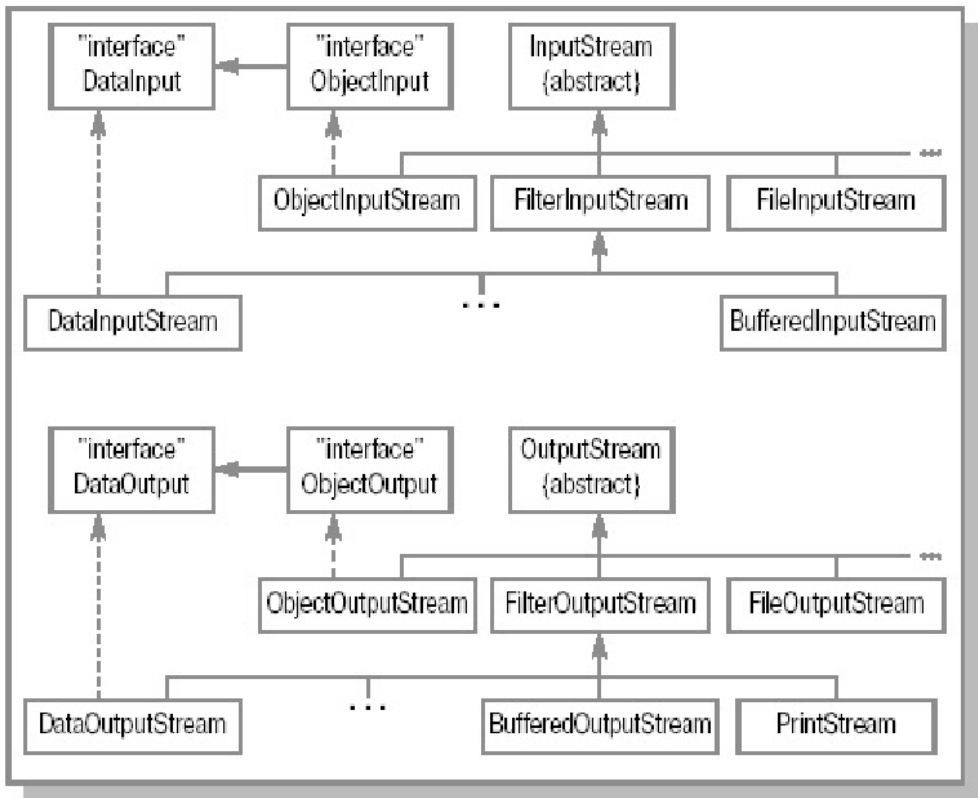 "interface"
DataInput
"interface"
ObjectInput
InputStream
{abstract}
...
ObjectInputStream
FilterInputStream
FileInputStream
...
DataInputStream
BufferedInputStream
"interface"
DataOutput
"interface"
ObjectOutput
OutputStream
{abstract}
...
ObjectOutputStream
FilterOutputStream
FileOutputStream
...
DataOutputStream
BufferedOutputStream
PrintStream